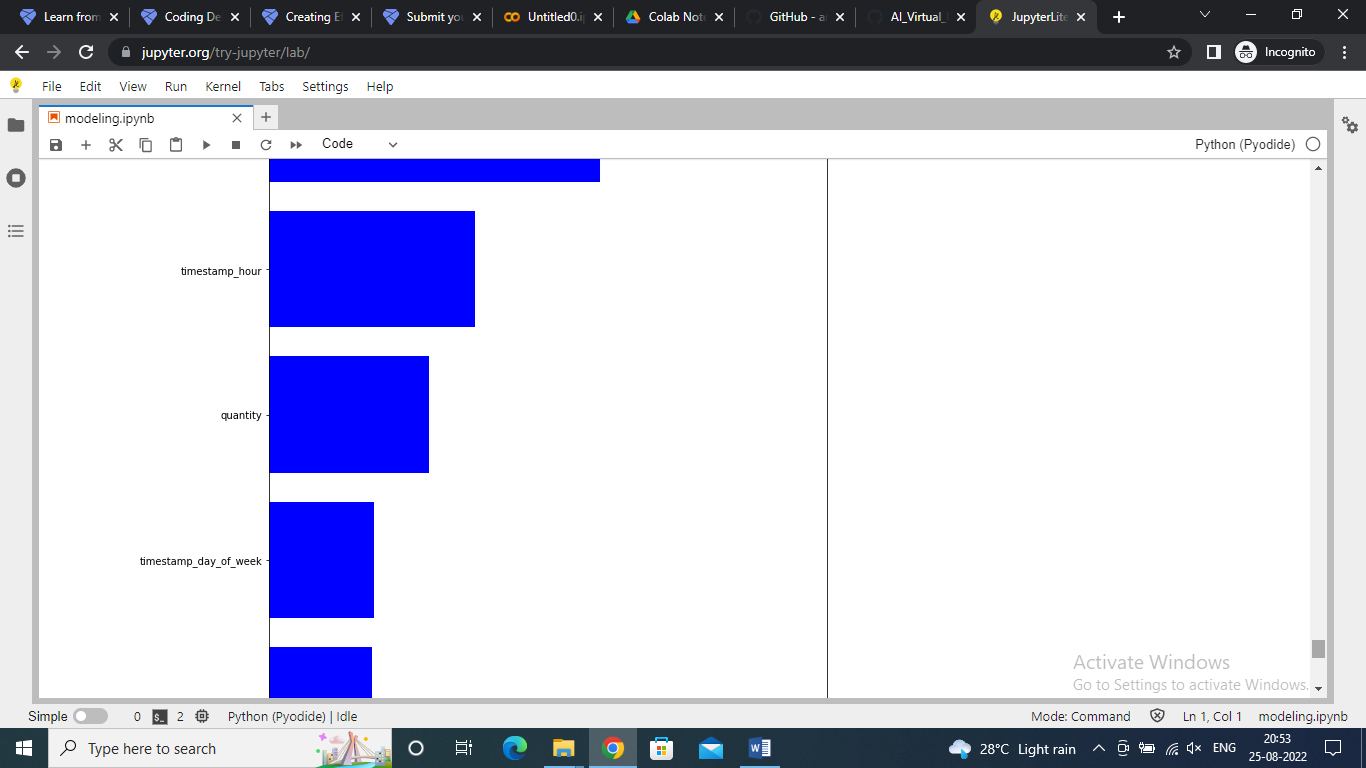 Learn from
Coding De
Creating E
Submit yo
Untitled0.i
Colab Not
GitHub - a
AI_Virtual_
JupyterLite
jupyter.org/try-jupyter/lab/
Incognito
File Edit View Run Kernel Tabs Settings Help
modeling.ipynb
Code
Python (Pyodide)
timestamp_hour
quantity
timestamp_day_of_week
Activate Windows
Go to Settings to activate Windows.
Simple 0 $_ 2 Python (Pyodide) | Idle
Mode: Command Ln 1, Col 1 modeling.ipynb
Type here to search
28°C Light rain
ENG
20:53
25-08-2022